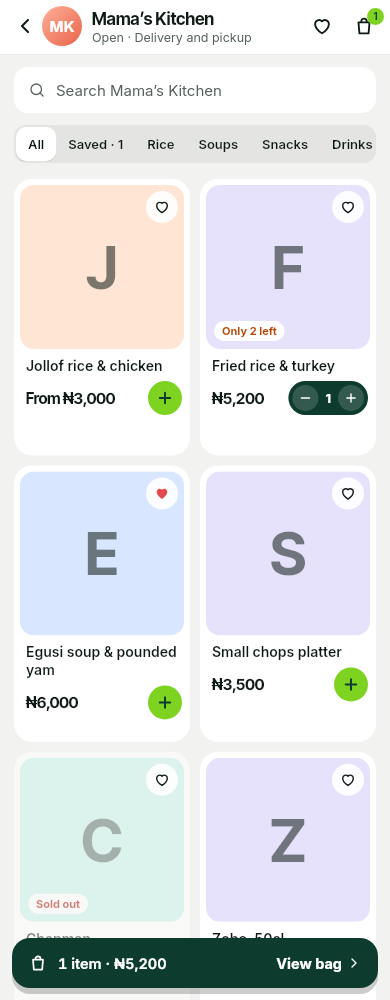 MK
Mama’s Kitchen
1
Open · Delivery and pickup
Search Mama’s Kitchen
All Saved · 1 Rice Soups Snacks Drinks
J
F
Only 2 left
Jollof rice & chicken
Fried rice & turkey
From ₦3,000
₦5,200
1
E
S
Egusi soup & pounded
yam
Small chops platter
₦6,000
₦3,500
C
Z
Sold out
1 item · ₦5,200
View bag